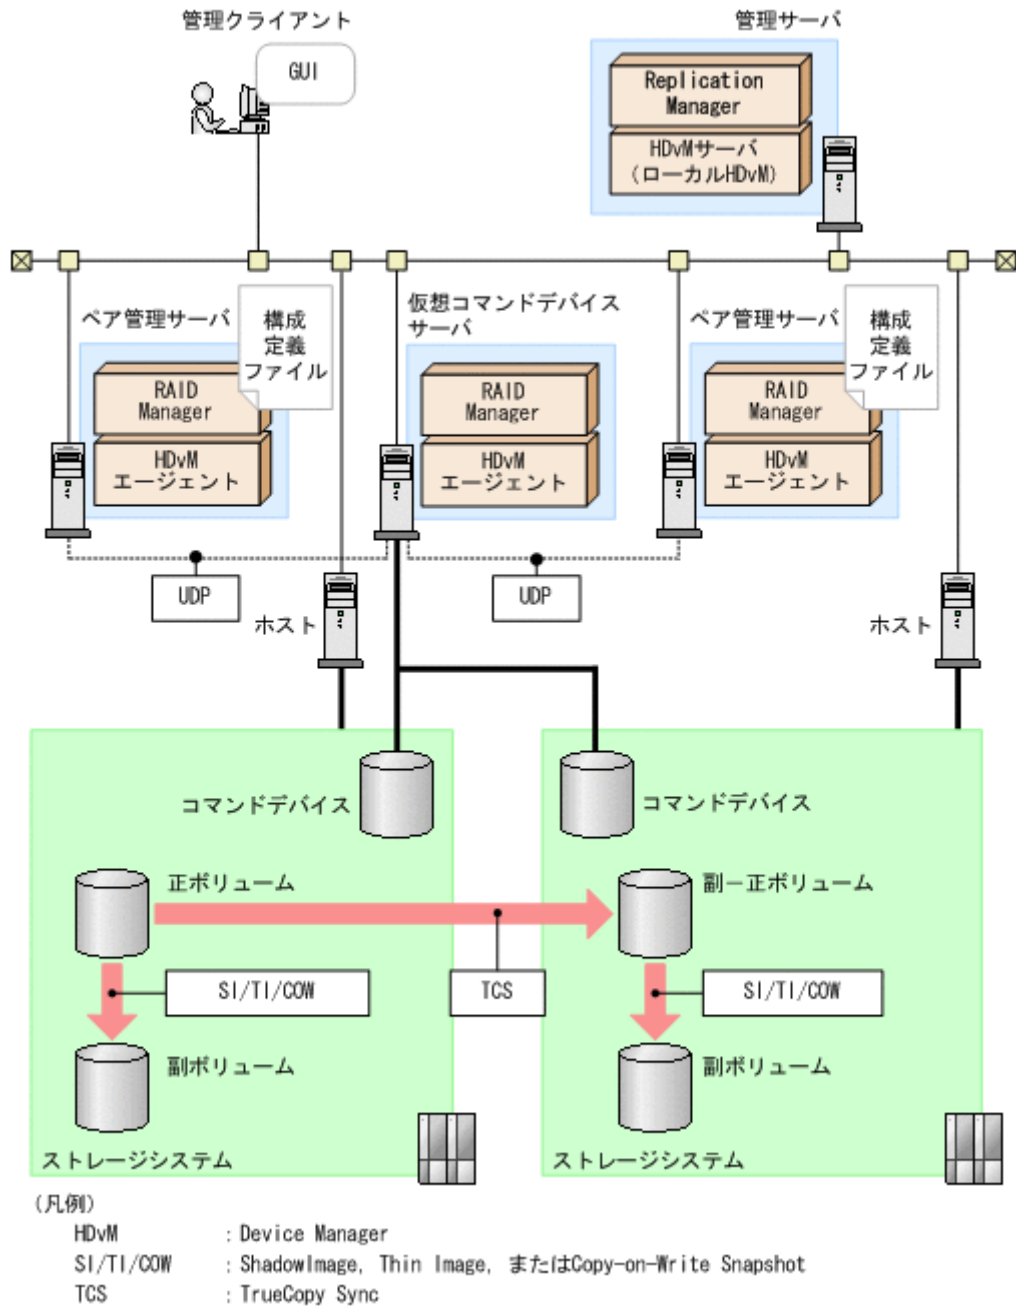 管理クライアント
管理サーバ
GUI
Replication
Manager
HDvMサーバ
(ローカルHDvM)
ペア管理サーバ
構成
定義
ファイル
仮想コマンドデバイス
サーバ
ペア管理サーバ
構成
定義
ファイル
RAID
Manager
RAID
Manager
RAID
Manager
HDvM
エージェント
HDvM
エージェント
HDvM
エージェント
UDP
UDP
ホスト
ホスト
コマンドデバイス
コマンドデバイス
正ボリューム
副－正ボリューム
SI/TI/COW
TCS
SI/TI/COW
副ボリューム
副ボリューム
ストレージシステム
ストレージシステム
(凡例)
HDvM : Device Manager
SI/TI/COW : ShadowImage, Thin Image, またはCopy-on-Write Snapshot
TCS : TrueCopy Sync